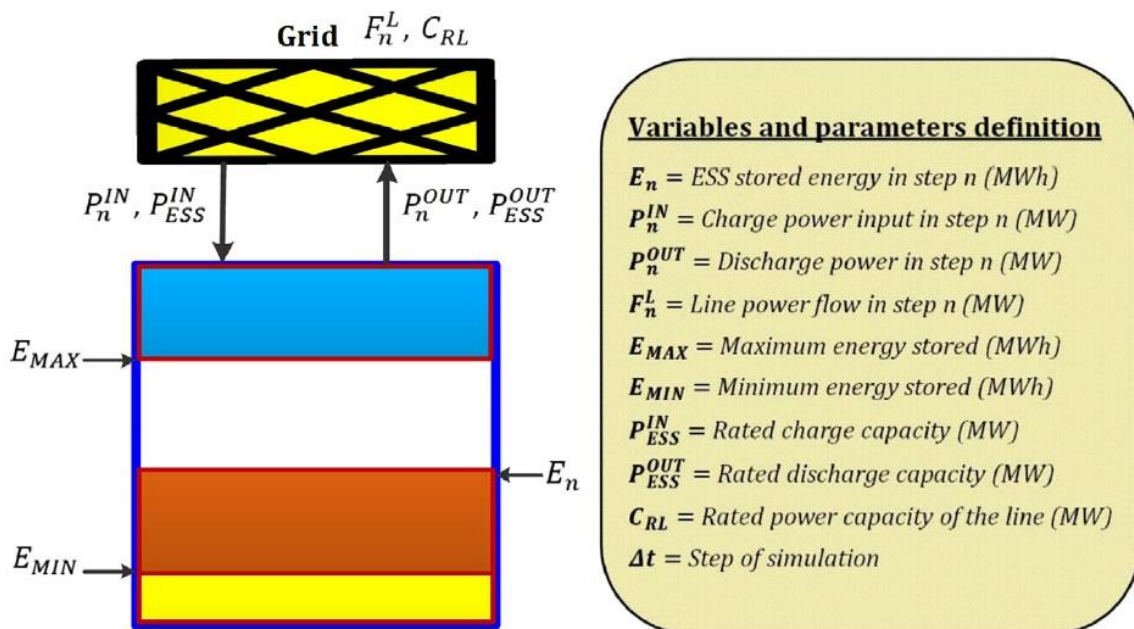 Grid F_n^L, C_RL
P_n^IN, P_ESS^IN
P_n^OUT, P_ESS^OUT
E_MAX
E_n
E_MIN
Variables and parameters definition
E_n = ESS stored energy in step n (MWh)
P_n^IN = Charge power input in step n (MW)
P_n^OUT = Discharge power in step n (MW)
F_n^L = Line power flow in step n (MW)
E_MAX = Maximum energy stored (MWh)
E_MIN = Minimum energy stored (MWh)
P_ESS^IN = Rated charge capacity (MW)
P_ESS^OUT = Rated discharge capacity (MW)
C_RL = Rated power capacity of the line (MW)
Δt = Step of simulation